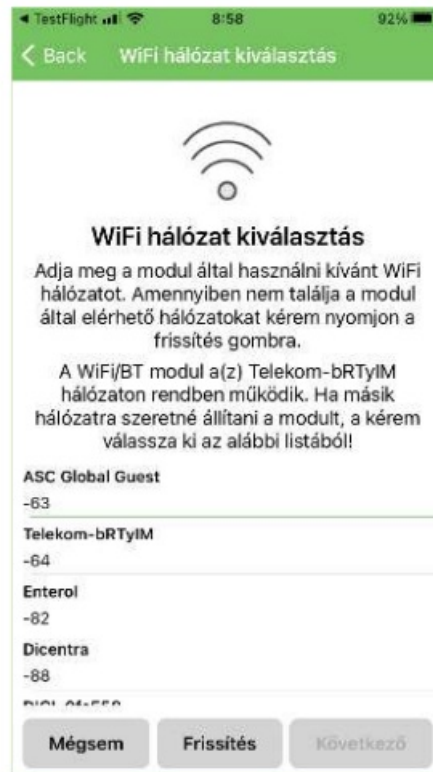 TestFlight 8:58 92%
Back WiFi hálózat kiválasztás
WiFi hálózat kiválasztás
Adja meg a modul által használni kívánt WiFi
hálózatot. Amennyiben nem találja a modul
által elérhető hálózatokat kérem nyomjon a
frissítés gombra.
A WiFi/BT modul a(z) Telekom-bRTylM
hálózaton rendben működik. Ha másik
hálózatra szeretné állítani a modult, a kérem
válassza ki az alábbi listából!
ASC Global Guest
-63
Telekom-bRTylM
-64
Enterol
-82
Dicentra
-88
Mégsem Frissítés Következő